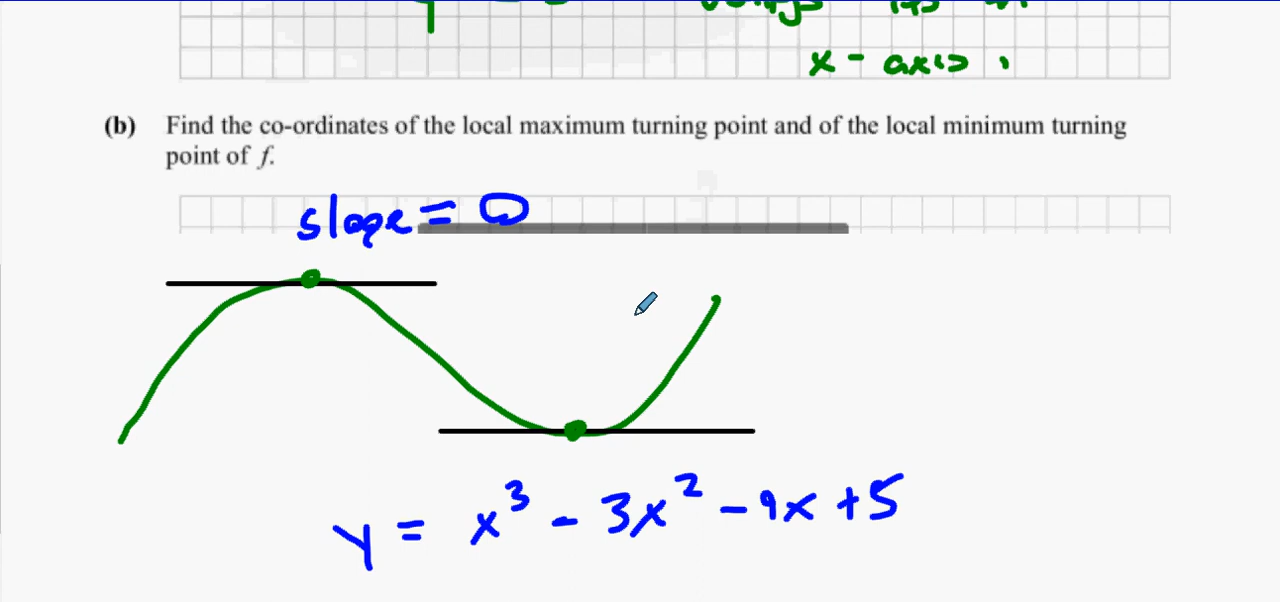 x - axis
(b) Find the co-ordinates of the local maximum turning point and of the local minimum turning
point of f.
slope = 0
y = x³ - 3x² - 9x + 5